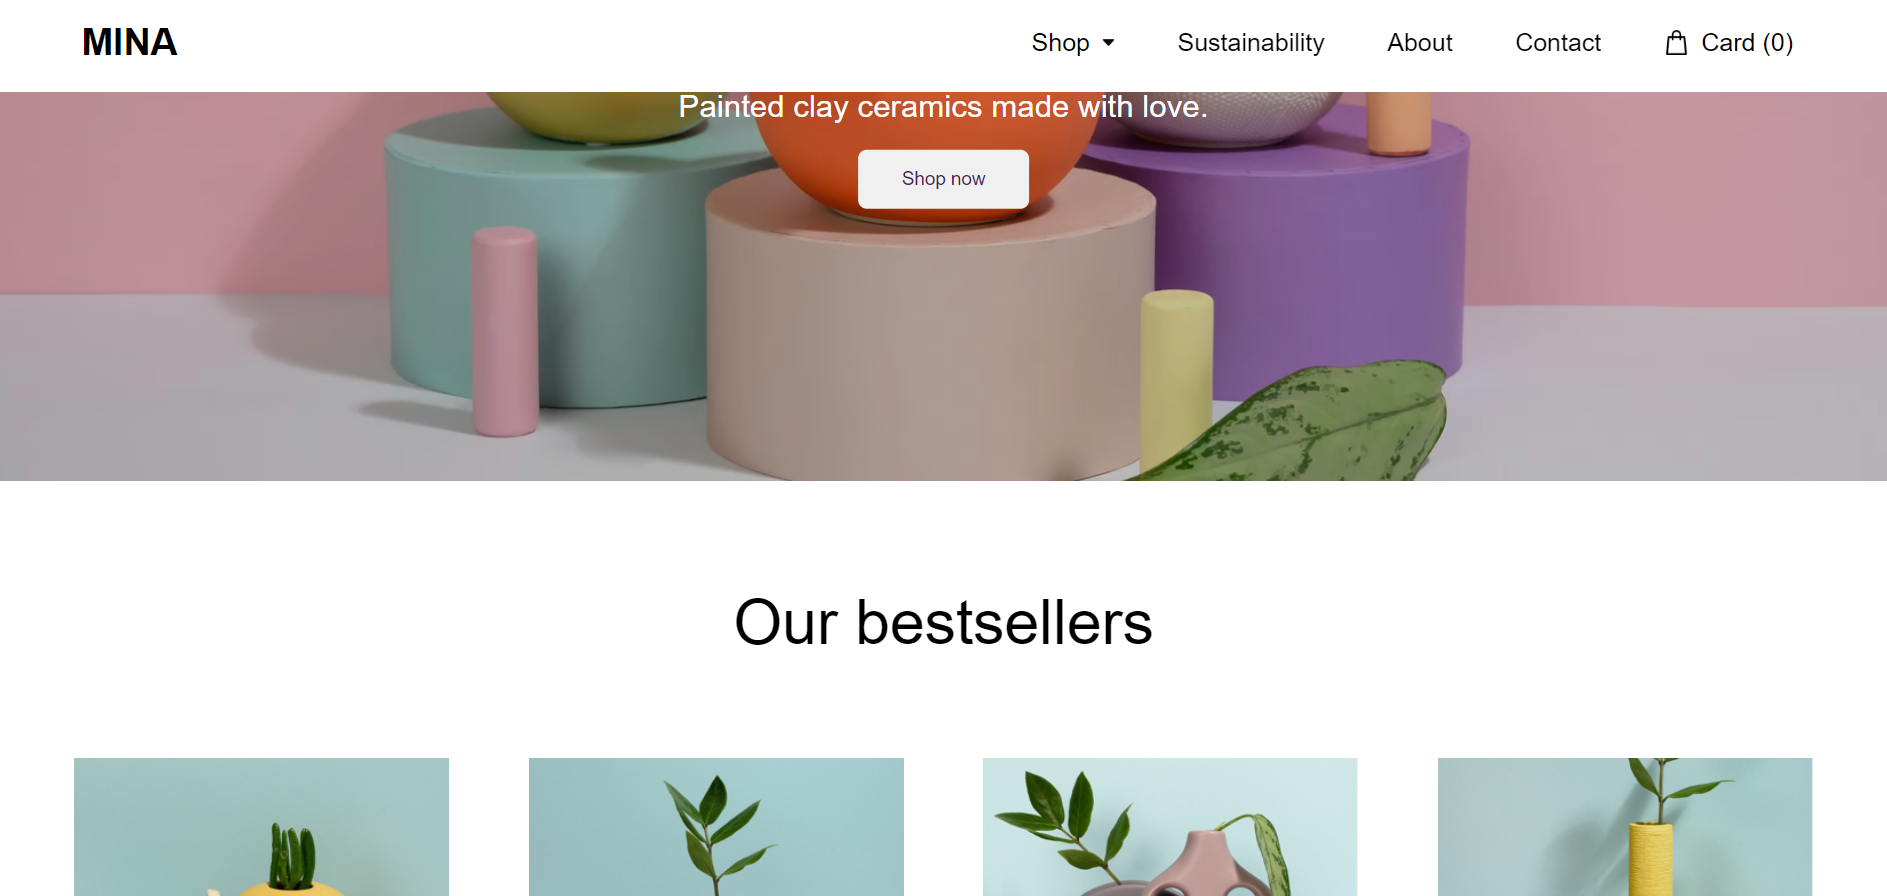 MINA
Shop
Sustainability
About
Contact
Card (0)
Painted clay ceramics made with love.
Shop now
Our bestsellers